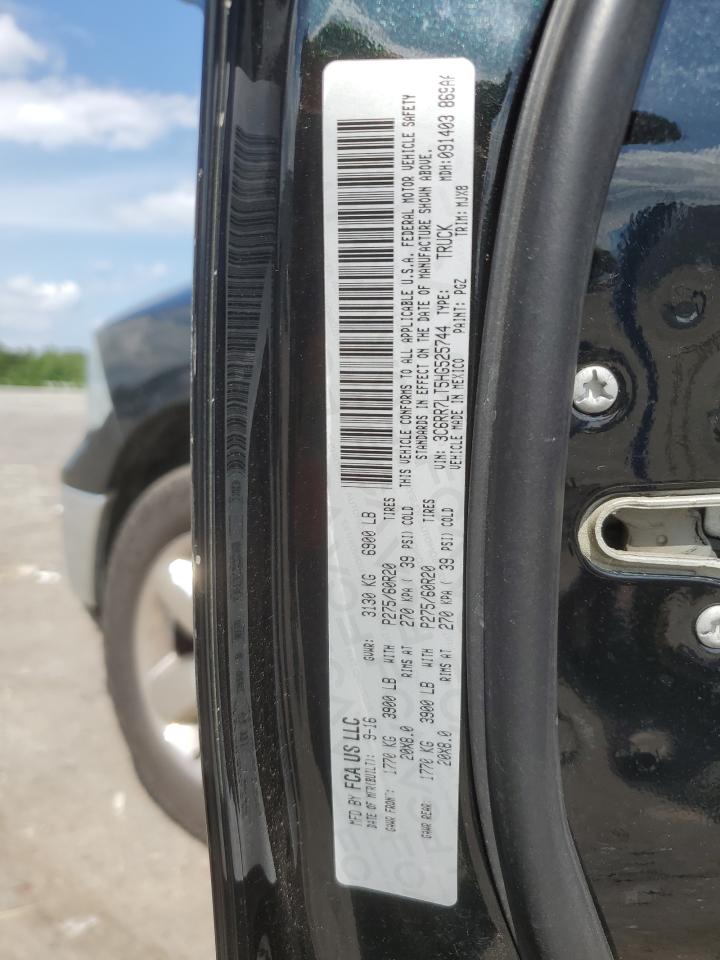 MFD BY FCA US LLC
DATE OF MFR(BUILT): 9-16 GVWR: 3130 KG 6900 LB
GAWR FRONT: 1770 KG 3900 LB WITH P275/60R20 TIRES
20X8.0 RIMS AT 270 KPA ( 39 PSI) COLD
GAWR REAR: 1770 KG 3900 LB WITH P275/60R20 TIRES
20X8.0 RIMS AT 270 KPA ( 39 PSI) COLD
THIS VEHICLE CONFORMS TO ALL APPLICABLE U.S.A. FEDERAL MOTOR VEHICLE SAFETY
STANDARDS IN EFFECT ON THE DATE OF MANUFACTURE SHOWN ABOVE.
VIN: 3C6RR7LT5HG525744 TYPE: TRUCK MDH:091403 869AA
VEHICLE MADE IN MEXICO PAINT: PGZ TRIM: MJX8